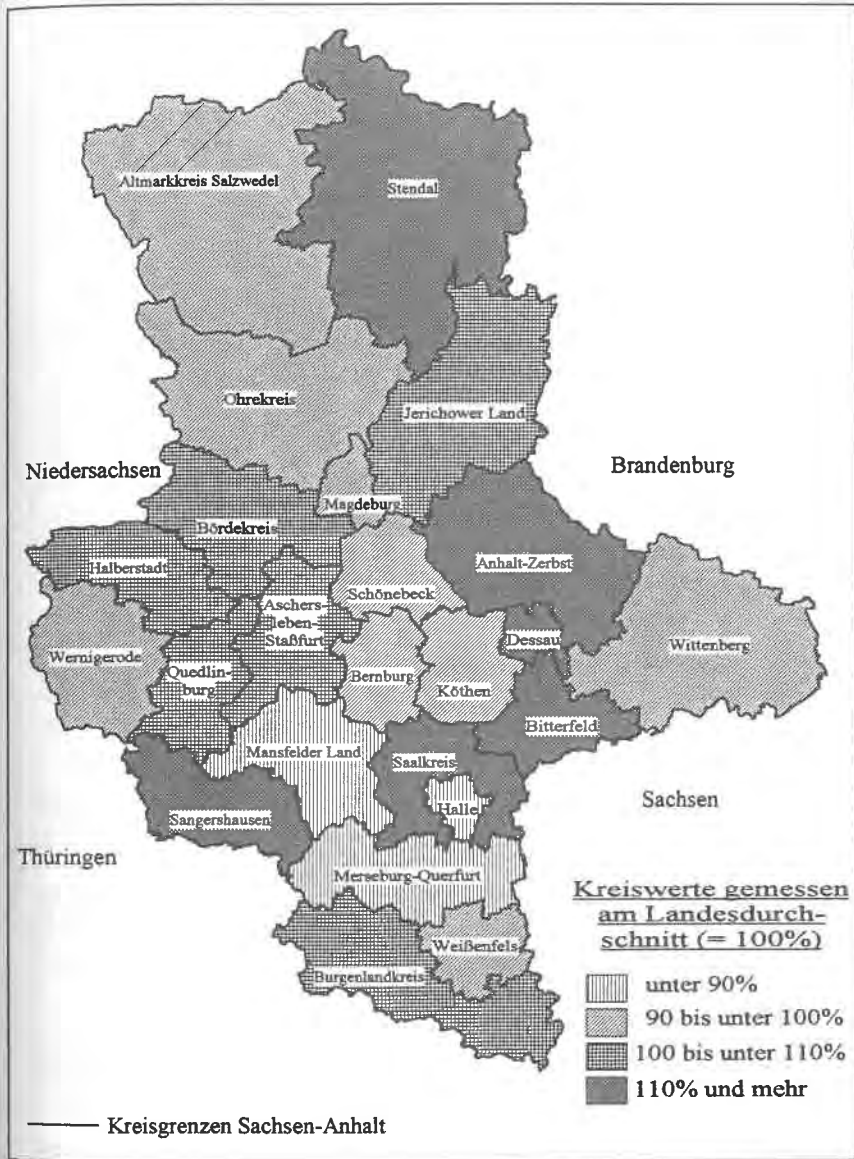 Altmarkkreis Salzwedel
Stendal
Ohrekreis
Jerichower Land
Niedersachsen
Brandenburg
Magdeburg
Bördekreis
Halberstadt
Anhalt-Zerbst
Schönebeck
Aschers-
leben-
Staßfurt
Dessau
Wernigerode
Wittenberg
Quedlin-
burg
Bernburg
Köthen
Bitterfeld
Mansfelder Land
Saalkreis
Halle
Sachsen
Sangershausen
Thüringen
Merseburg-Querfurt
Weißenfels
Burgenlandkreis
Kreiswerte gemessen
am Landesdurch-
schnitt (= 100%)
unter 90%
90 bis unter 100%
100 bis unter 110%
110% und mehr
Kreisgrenzen Sachsen-Anhalt